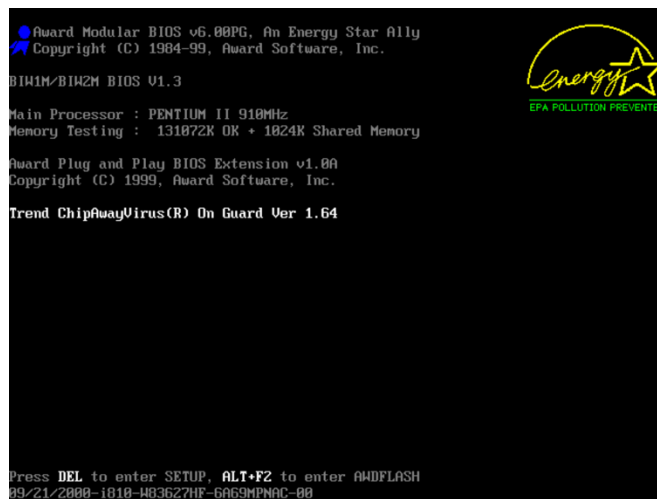 Award Modular BIOS v6.00PG, An Energy Star Ally
Copyright (C) 1984-99, Award Software, Inc.
energy
EPA POLLUTION PREVENTE
BIW1M/BIW2M BIOS V1.3
Main Processor : PENTIUM II 910MHz
Memory Testing :  131072K OK + 1024K Shared Memory
Award Plug and Play BIOS Extension v1.0A
Copyright (C) 1999, Award Software, Inc.
Trend ChipAwayVirus(R) On Guard Ver 1.64
Press DEL to enter SETUP, ALT+F2 to enter AWDFLASH
09/21/2000-i810-W83627HF-6A69MPNAC-00